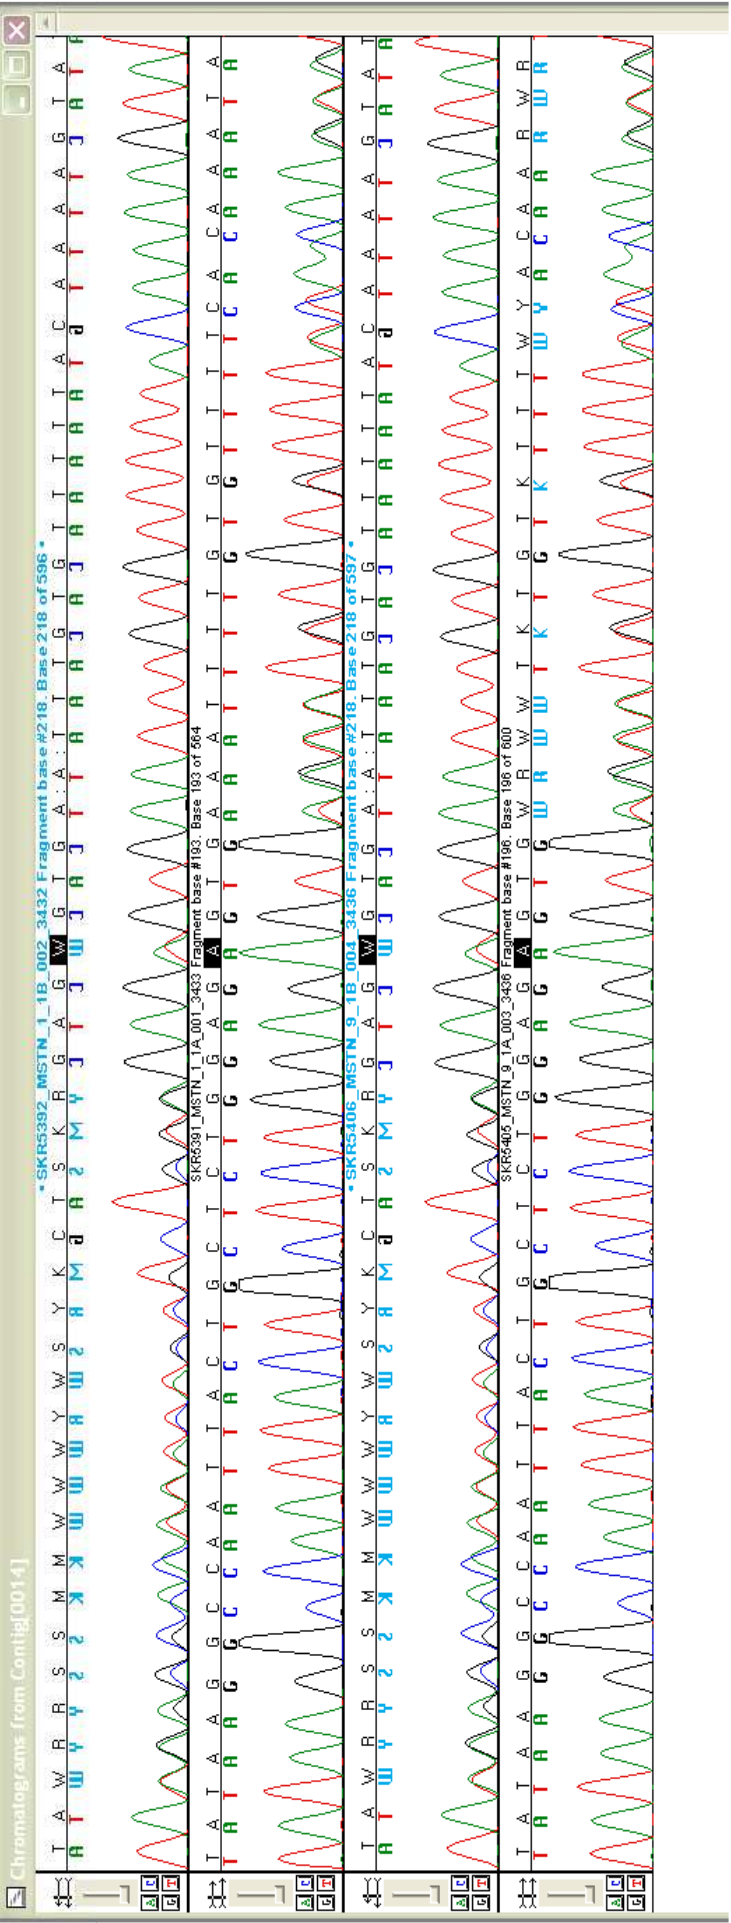 Chromatograms from Contig[0014]
• SKR5392_MSTN_1_1B_002_3432 Fragment base #218. Base 218 of 596 •
T A W R R S S M M W W W Y W S Y K C T S K R G A G W G T G A : A : T T T G T G T T T T T A C A A A A G T A
A T W Y Y S S K K W W W R W S R M G A S M Y C T C W C A C T T A A A C A C A A A A A T G T T T T C A T A
SKR5391_MSTN_1_1A_001_3433 Fragment base #193. Base 193 of 564
T A T A A G G C C A A T T A C T G C T C T G G A G A G T G A A A T T T T G T G T T T T C A C A A A T A
T A T A A G G C C A A T T A C T G C T C T G G A G A G T G A A A T T T T G T G T T T T C A C A A A T A
• SKR5406_MSTN_9_1B_004_3436 Fragment base #218. Base 218 of 597 •
T A W R R S S M M W W W Y W S Y K C T S K R G A G W G T G A : A : T T T G T G T T T T T A C A A A A G T A T
A T W Y Y S S K K W W W R W S R M G A S M Y C T C W C A C T T A A A C A C A A A A A T G T T T T C A T A
SKR5405_MSTN_9_1A_003_3436 Fragment base #196. Base 196 of 600
T A T A A G G C C A A T T A C T G C T C T G G A G A G T G W R W W T K T G T K T T T W Y A C A A R W R
T A T A A G G C C A A T T A C T G C T C T G G A G A G T G W R W W T K T G T K T T T W Y A C A A R W R